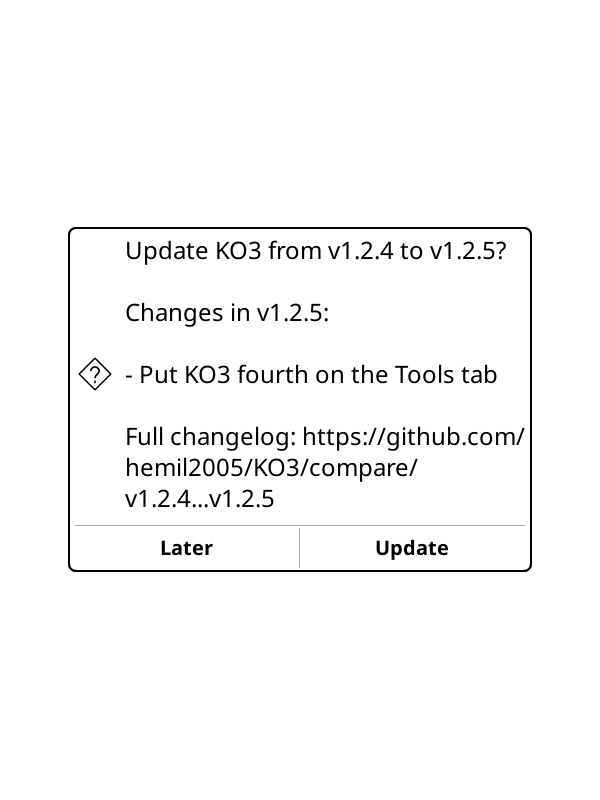 Update KO3 from v1.2.4 to v1.2.5?
Changes in v1.2.5:
- Put KO3 fourth on the Tools tab
Full changelog: https://github.com/
hemil2005/KO3/compare/
v1.2.4...v1.2.5
Later
Update